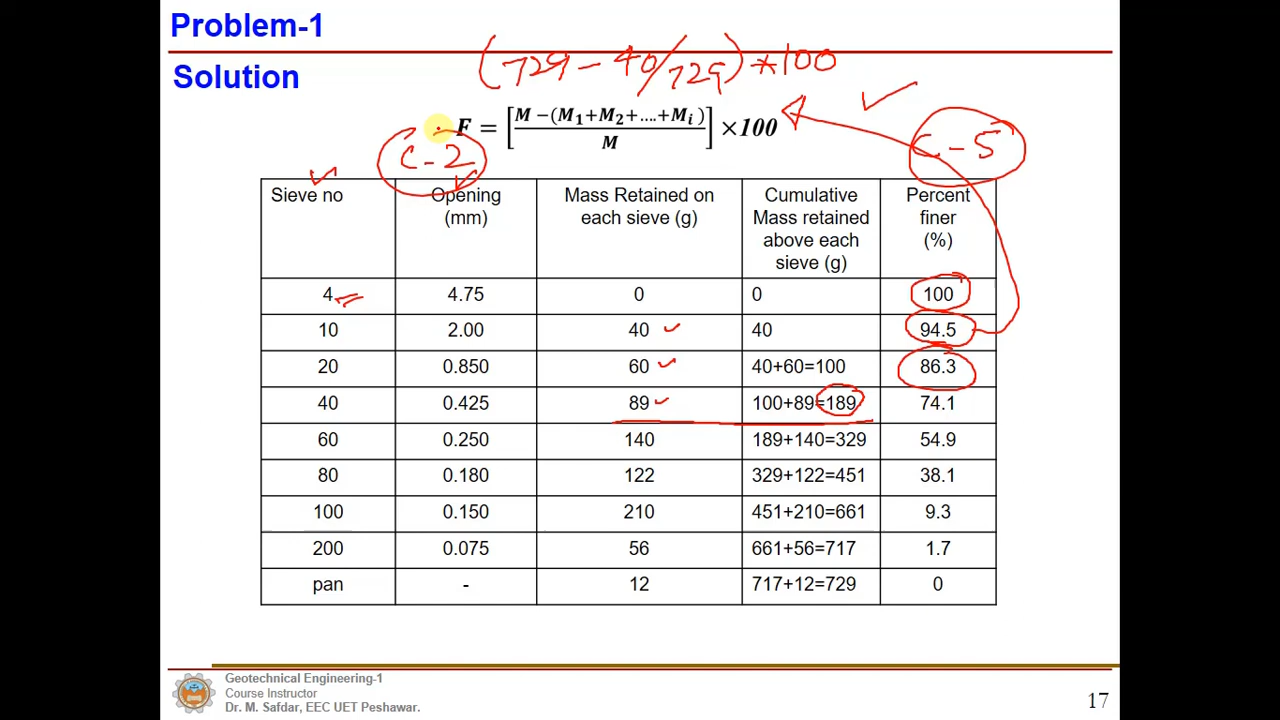 Problem-1
(729 - 40/729) *100
Solution
F = [M -(M₁+M₂+....+Mᵢ) / M] ×100
C-2
C-5
Sieve no | Opening (mm) | Mass Retained on each sieve (g) | Cumulative Mass retained above each sieve (g) | Percent finer (%)
4 | 4.75 | 0 | 0 | 100
10 | 2.00 | 40 | 40 | 94.5
20 | 0.850 | 60 | 40+60=100 | 86.3
40 | 0.425 | 89 | 100+89=189 | 74.1
60 | 0.250 | 140 | 189+140=329 | 54.9
80 | 0.180 | 122 | 329+122=451 | 38.1
100 | 0.150 | 210 | 451+210=661 | 9.3
200 | 0.075 | 56 | 661+56=717 | 1.7
pan | - | 12 | 717+12=729 | 0
Geotechnical Engineering-1
Course Instructor
Dr. M. Safdar, EEC UET Peshawar.
17